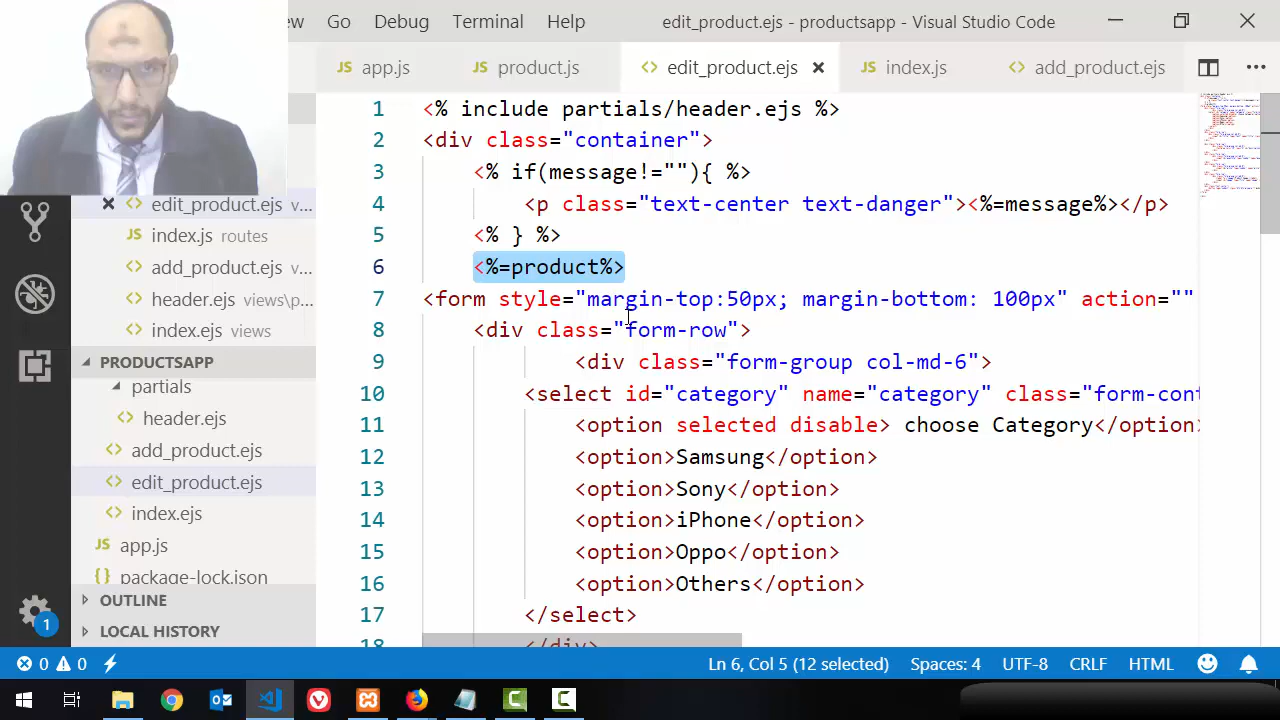 ew Go Debug Terminal Help edit_product.ejs - productsapp - Visual Studio Code
JS app.js JS product.js <> edit_product.ejs <> index.js <> add_product.ejs
1 <% include partials/header.ejs %>
2 <div class="container">
3 <% if(message!=""){ %>
4 <p class="text-center text-danger"><%=message%></p>
5 <% } %>
6 <%=product%>
7 <form style="margin-top:50px; margin-bottom: 100px" action=""
8 <div class="form-row">
9 <div class="form-group col-md-6">
10 <select id="category" name="category" class="form-cont
11 <option selected disable> choose Category</option>
12 <option>Samsung</option>
13 <option>Sony</option>
14 <option>iPhone</option>
15 <option>Oppo</option>
16 <option>Others</option>
17 </select>
18 </div>
<> edit_product.ejs v...
JS index.js routes
<> add_product.ejs v...
<> header.ejs views\p...
<> index.ejs views
PRODUCTSAPP
partials
<> header.ejs
<> add_product.ejs
<> edit_product.ejs
<> index.ejs
JS app.js
{} package-lock.json
OUTLINE
LOCAL HISTORY
1
0 0 Ln 6, Col 5 (12 selected) Spaces: 4 UTF-8 CRLF HTML